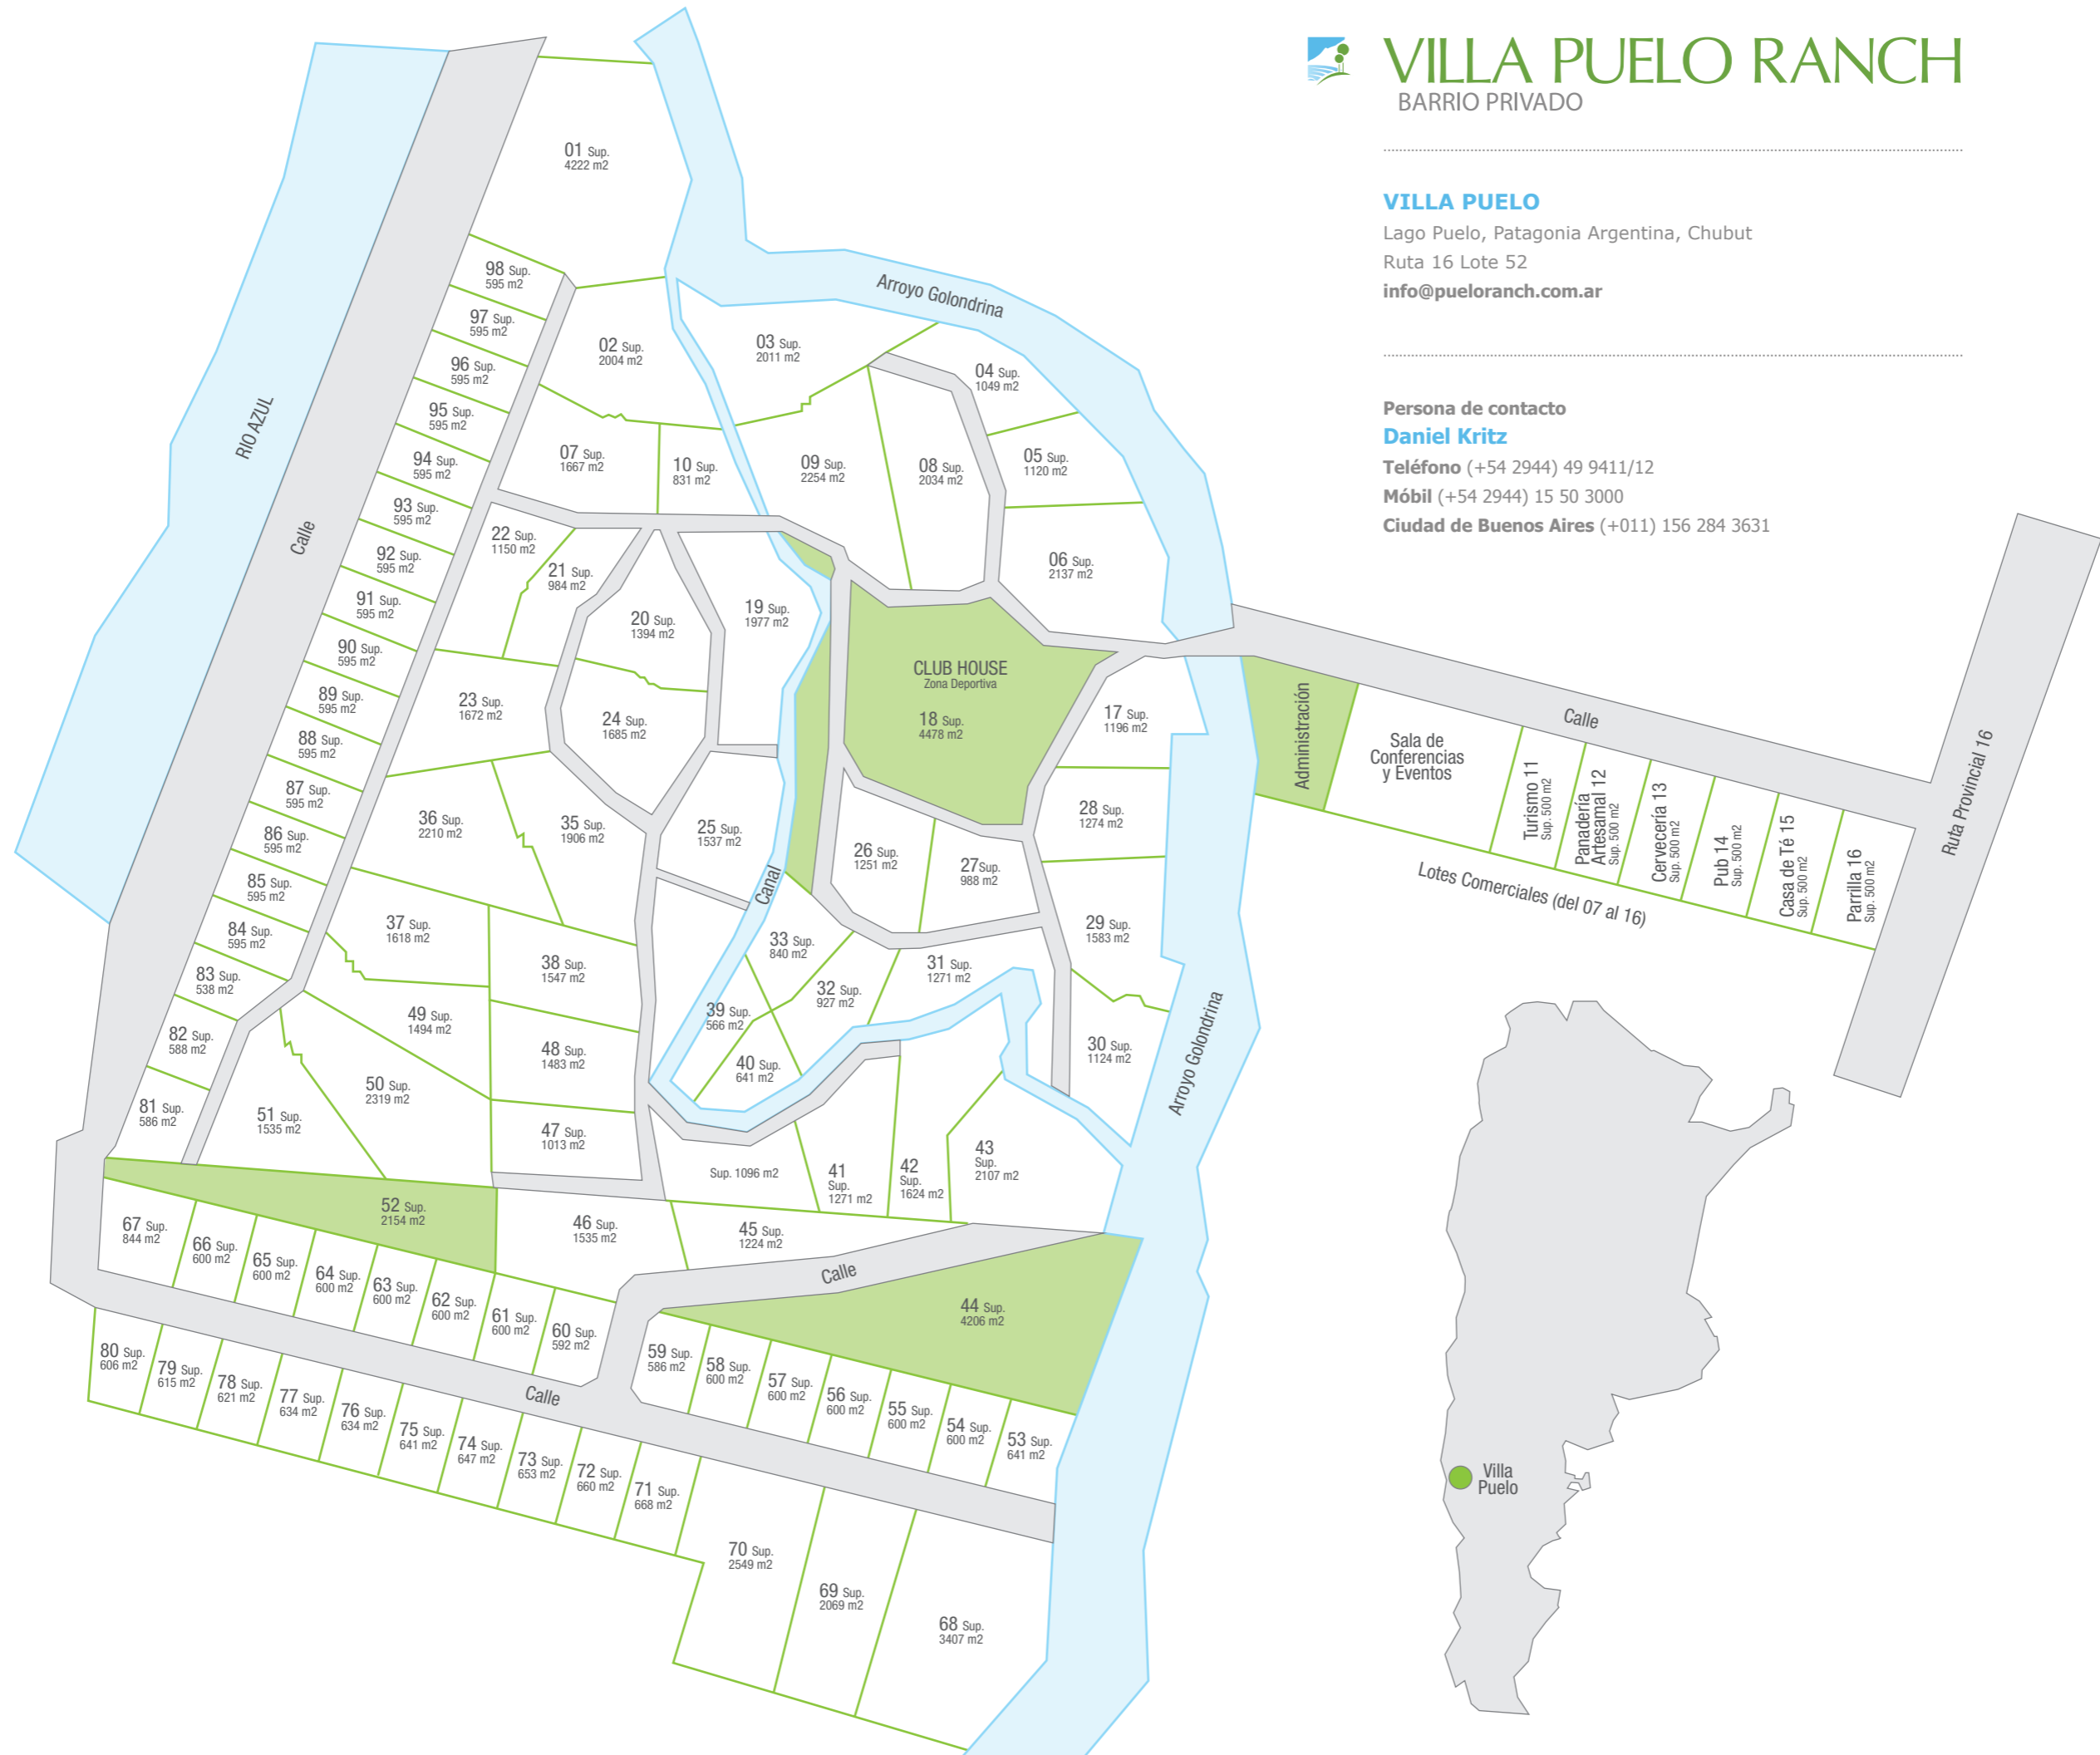 VILLA PUELO RANCH
BARRIO PRIVADO
VILLA PUELO
Lago Puelo, Patagonia Argentina, Chubut
Ruta 16 Lote 52
info@pueloranch.com.ar
Persona de contacto
Daniel Kritz
Teléfono (+54 2944) 49 9411/12
Móbil (+54 2944) 15 50 3000
Ciudad de Buenos Aires (+011) 156 284 3631
RIO AZUL
Calle
Arroyo Golondrina
01 Sup.
4222 m2
98 Sup.
595 m2
97 Sup.
595 m2
96 Sup.
595 m2
95 Sup.
595 m2
94 Sup.
595 m2
93 Sup.
595 m2
92 Sup.
595 m2
91 Sup.
595 m2
90 Sup.
595 m2
89 Sup.
595 m2
88 Sup.
595 m2
87 Sup.
595 m2
86 Sup.
595 m2
85 Sup.
595 m2
84 Sup.
595 m2
83 Sup.
538 m2
82 Sup.
588 m2
81 Sup.
586 m2
02 Sup.
2004 m2
03 Sup.
2011 m2
04 Sup.
1049 m2
05 Sup.
1120 m2
06 Sup.
2137 m2
07 Sup.
1667 m2
10 Sup.
831 m2
09 Sup.
2254 m2
08 Sup.
2034 m2
22 Sup.
1150 m2
21 Sup.
984 m2
20 Sup.
1394 m2
19 Sup.
1977 m2
CLUB HOUSE
Zona Deportiva
18 Sup.
4478 m2
17 Sup.
1196 m2
23 Sup.
1672 m2
24 Sup.
1685 m2
36 Sup.
2210 m2
35 Sup.
1906 m2
25 Sup.
1537 m2
Canal
26 Sup.
1251 m2
27Sup.
988 m2
28 Sup.
1274 m2
29 Sup.
1583 m2
30 Sup.
1124 m2
37 Sup.
1618 m2
38 Sup.
1547 m2
33 Sup.
840 m2
32 Sup.
927 m2
31 Sup.
1271 m2
39 Sup.
566 m2
40 Sup.
641 m2
49 Sup.
1494 m2
48 Sup.
1483 m2
50 Sup.
2319 m2
51 Sup.
1535 m2
47 Sup.
1013 m2
Sup. 1096 m2
41
Sup.
1271 m2
42
Sup.
1624 m2
43
Sup.
2107 m2
Arroyo Golondrina
52 Sup.
2154 m2
46 Sup.
1535 m2
45 Sup.
1224 m2
Calle
44 Sup.
4206 m2
67 Sup.
844 m2
66 Sup.
600 m2
65 Sup.
600 m2
64 Sup.
600 m2
63 Sup.
600 m2
62 Sup.
600 m2
61 Sup.
600 m2
60 Sup.
592 m2
59 Sup.
586 m2
58 Sup.
600 m2
57 Sup.
600 m2
56 Sup.
600 m2
55 Sup.
600 m2
54 Sup.
600 m2
53 Sup.
641 m2
Calle
80 Sup.
606 m2
79 Sup.
615 m2
78 Sup.
621 m2
77 Sup.
634 m2
76 Sup.
634 m2
75 Sup.
641 m2
74 Sup.
647 m2
73 Sup.
653 m2
72 Sup.
660 m2
71 Sup.
668 m2
70 Sup.
2549 m2
69 Sup.
2069 m2
68 Sup.
3407 m2
Calle
Ruta Provincial 16
Administración
Sala de
Conferencias
y Eventos
Turismo 11
Sup. 500 m2
Panadería
Artesamal 12
Sup. 500 m2
Cervecería 13
Sup. 500 m2
Pub 14
Sup. 500 m2
Casa de Té 15
Sup. 500 m2
Parrilla 16
Sup. 500 m2
Lotes Comerciales (del 07 al 16)
Villa
Puelo